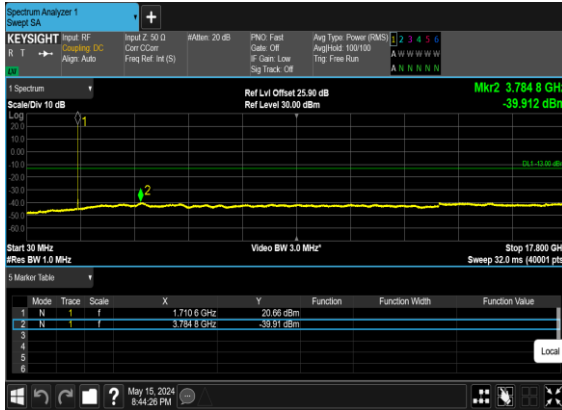 Spectrum Analyzer 1
Swept SA
+
KEYSIGHT
R T
Input: RF
Coupling: DC
Align: Auto
Input Z: 50 Ω
Corr CCorr
Freq Ref: Int (S)
#Atten: 20 dB
PNO: Fast
Gate: Off
IF Gain: Low
Sig Track: Off
Avg Type: Power (RMS)
Avg|Hold: 100/100
Trig: Free Run
1 2 3 4 5 6
A W W W W W
A N N N N N
1 Spectrum
Scale/Div 10 dB
Log
Ref Lvl Offset 25.90 dB
Ref Level 30.00 dBm
Mkr2 3.784 8 GHz
-39.912 dBm
20.0
10.0
0.00
-10.0
-20.0
-30.0
-40.0
-50.0
-60.0
1
2
DL1 -13.00 dBm
Start 30 MHz
#Res BW 1.0 MHz
Video BW 3.0 MHz*
Stop 17.800 GHz
Sweep 32.0 ms (40001 pts)
5 Marker Table
Mode Trace Scale X Y Function Function Width Function Value
1 N 1 f 1.710 6 GHz 20.66 dBm
2 N 1 f 3.784 8 GHz -39.91 dBm
3
4
5
6
Local
?
May 15, 2024
8:44:26 PM